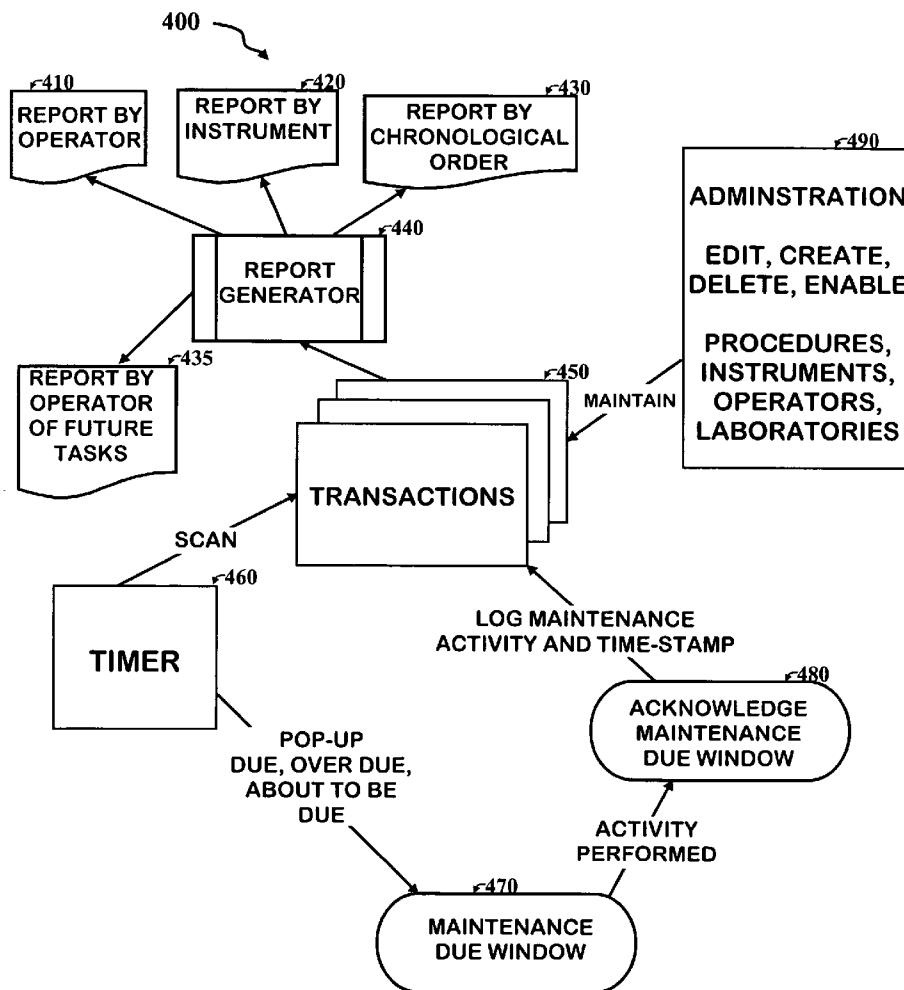 400
410
REPORT BY
OPERATOR
420
REPORT BY
INSTRUMENT
430
REPORT BY
CHRONOLOGICAL
ORDER
490
ADMINSTRATION
EDIT, CREATE,
DELETE, ENABLE
PROCEDURES,
INSTRUMENTS,
OPERATORS,
LABORATORIES
440
REPORT
GENERATOR
435
REPORT BY
OPERATOR
OF FUTURE
TASKS
450
MAINTAIN
TRANSACTIONS
SCAN
460
TIMER
LOG MAINTENANCE
ACTIVITY AND TIME-STAMP
480
ACKNOWLEDGE
MAINTENANCE
DUE WINDOW
POP-UP
DUE, OVER DUE,
ABOUT TO BE
DUE
ACTIVITY
PERFORMED
470
MAINTENANCE
DUE WINDOW